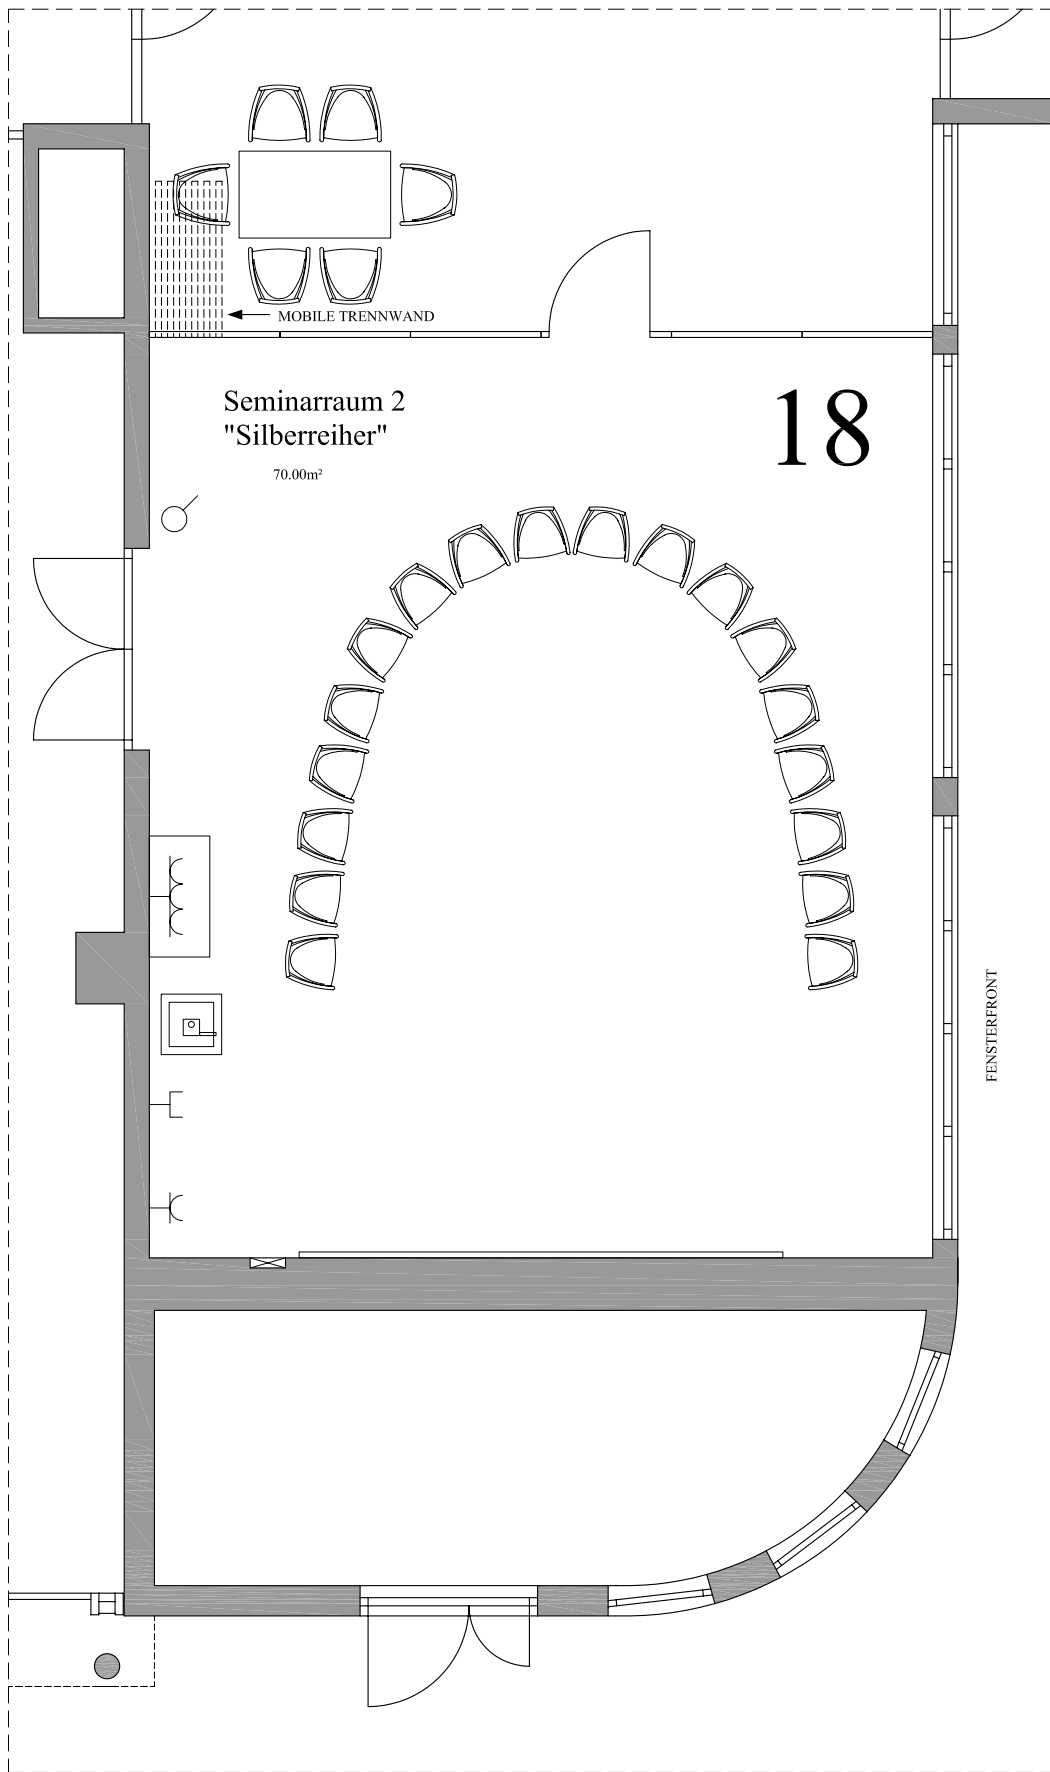 MOBILE TRENNWAND
Seminarraum 2
"Silberreiher"
70.00m²
18
FENSTERFRONT